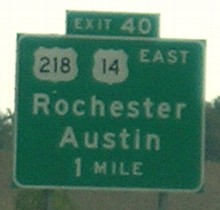 EXIT 40
218 14 EAST
Rochester
Austin
1 MILE